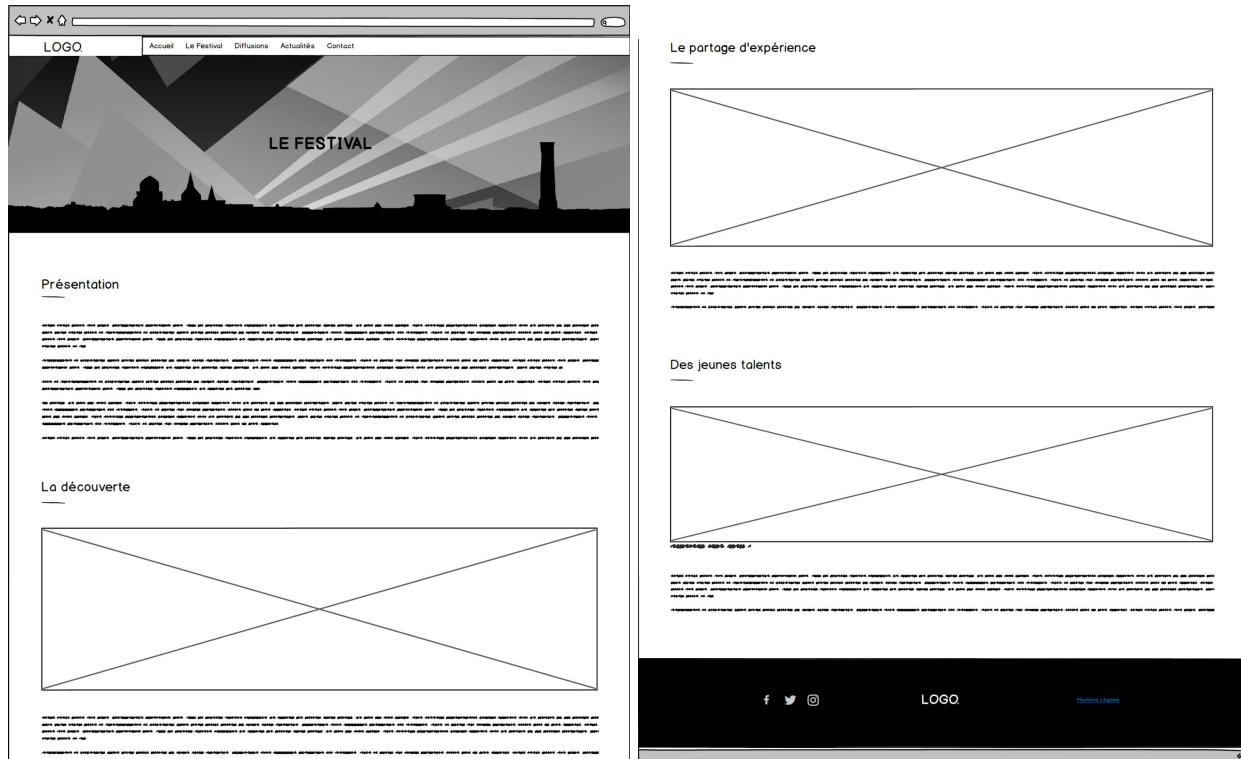 LOGO.
Accueil Le Festival Diffusions Actualités Contact
LE FESTIVAL
Présentation
La découverte
Le partage d'expérience
Des jeunes talents
LOGO.
Mentions Légales